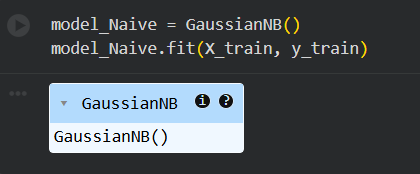 model_Naive = GaussianNB()
model_Naive.fit(X_train, y_train)
GaussianNB i ?
GaussianNB()